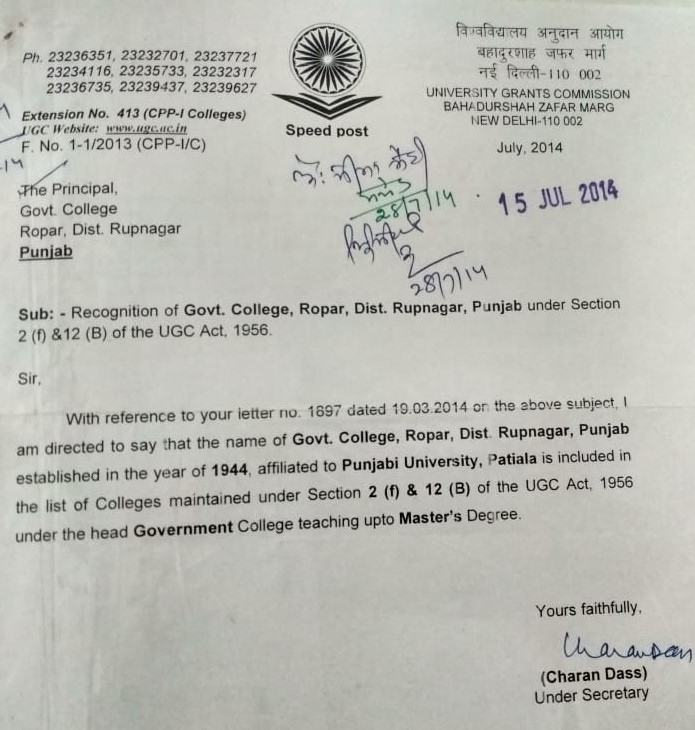 Ph. 23236351, 23232701, 23237721
23234116, 23235733, 23232317
23236735, 23239437, 23239627
Extension No. 413 (CPP-I Colleges)
UGC Website: www.ugc.ac.in
F. No. 1-1/2013 (CPP-I/C)
Speed post
विश्वविद्यालय अनुदान आयोग
बहादुरशाह जफर मार्ग
नई दिल्ली-110 002
UNIVERSITY GRANTS COMMISSION
BAHADURSHAH ZAFAR MARG
NEW DELHI-110 002
July, 2014
15 JUL 2014
28/7/14
28/7/14
The Principal,
Govt. College
Ropar, Dist. Rupnagar
Punjab
Sub: - Recognition of Govt. College, Ropar, Dist. Rupnagar, Punjab under Section
2 (f) &12 (B) of the UGC Act, 1956.
Sir,
With reference to your letter no. 1697 dated 19.03.2014 on the above subject, I
am directed to say that the name of Govt. College, Ropar, Dist. Rupnagar, Punjab
established in the year of 1944, affiliated to Punjabi University, Patiala is included in
the list of Colleges maintained under Section 2 (f) & 12 (B) of the UGC Act, 1956
under the head Government College teaching upto Master's Degree.
Yours faithfully,
Charan Dass
(Charan Dass)
Under Secretary